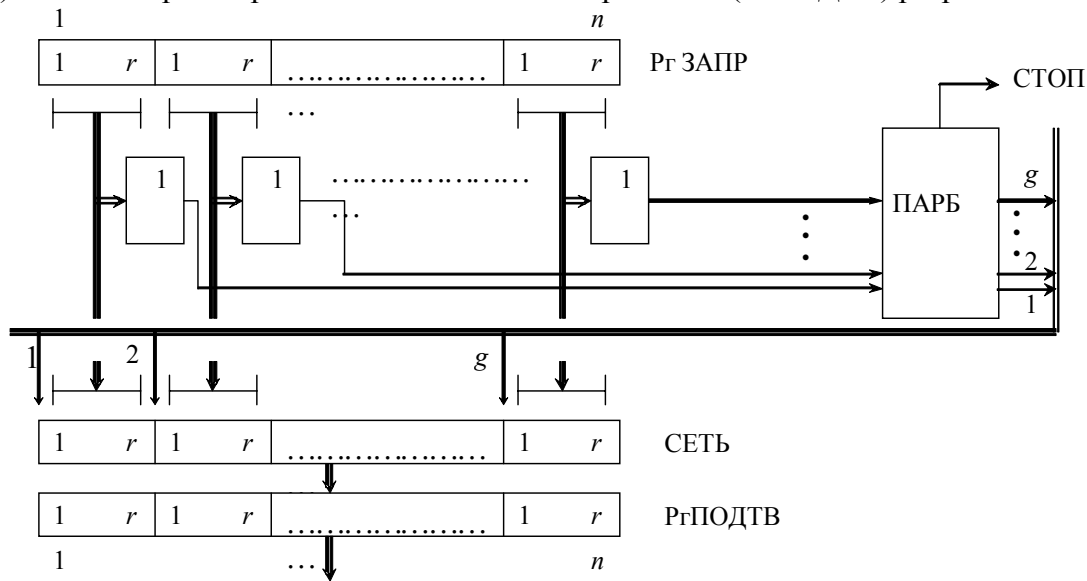 1 n
1 r 1 r ………………… 1 r Рг ЗАПР
… СТОП
1 1 ………………… 1 ПАРБ g
…
2
1
1 2 g
1 r 1 r ………………… 1 r СЕТЬ
…
1 r 1 r ………………… 1 r РгПОДТВ
1 … n